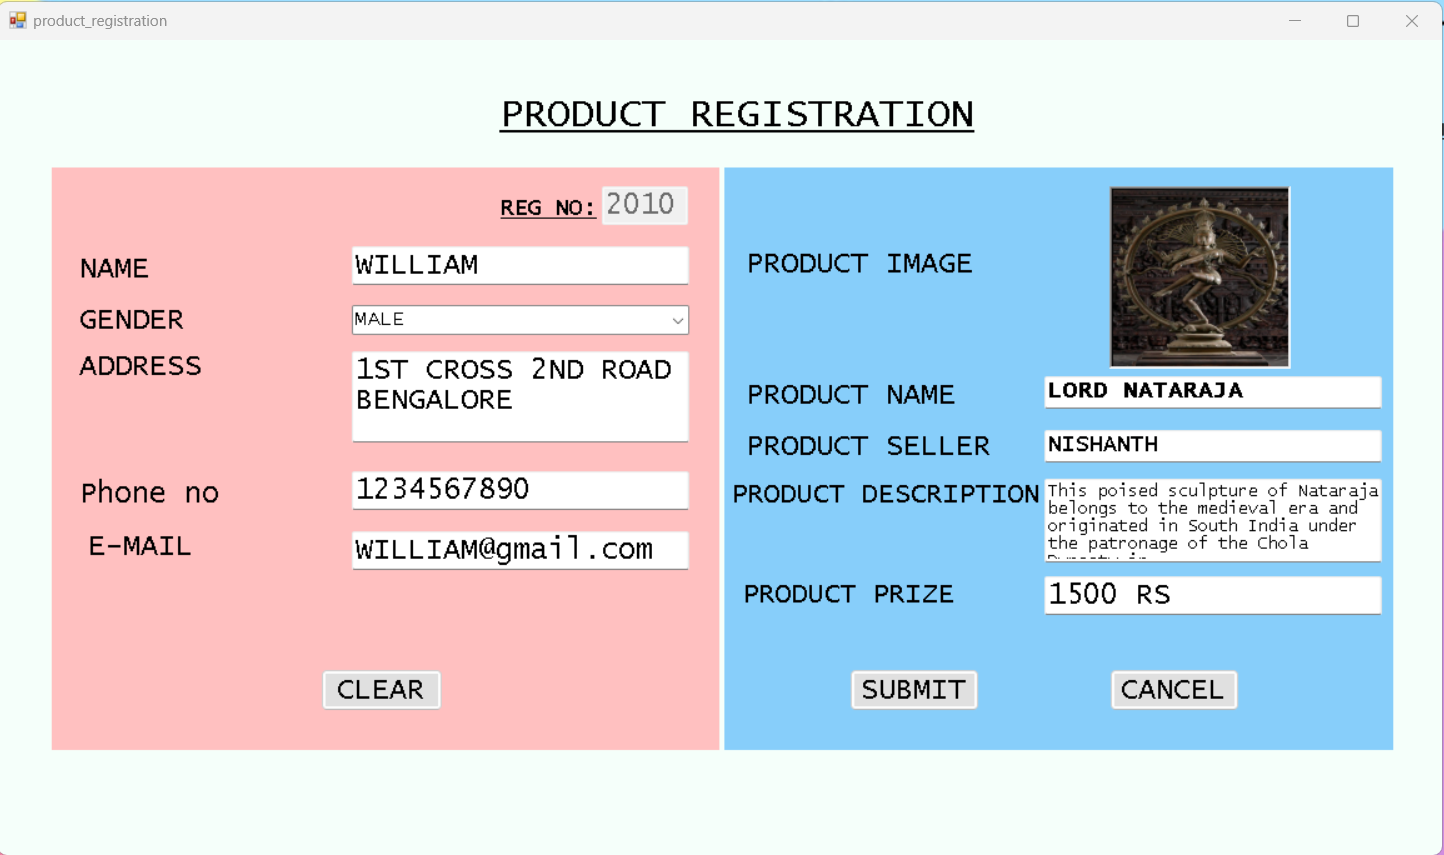 product_registration
PRODUCT REGISTRATION
REG NO: 2010
NAME WILLIAM
GENDER MALE
ADDRESS 1ST CROSS 2ND ROAD
BENGALORE
Phone no 1234567890
E-MAIL WILLIAM@gmail.com
CLEAR
PRODUCT IMAGE
PRODUCT NAME LORD NATARAJA
PRODUCT SELLER NISHANTH
PRODUCT DESCRIPTION This poised sculpture of Nataraja
belongs to the medieval era and
originated in South India under
the patronage of the Chola
PRODUCT PRIZE 1500 RS
SUBMIT CANCEL